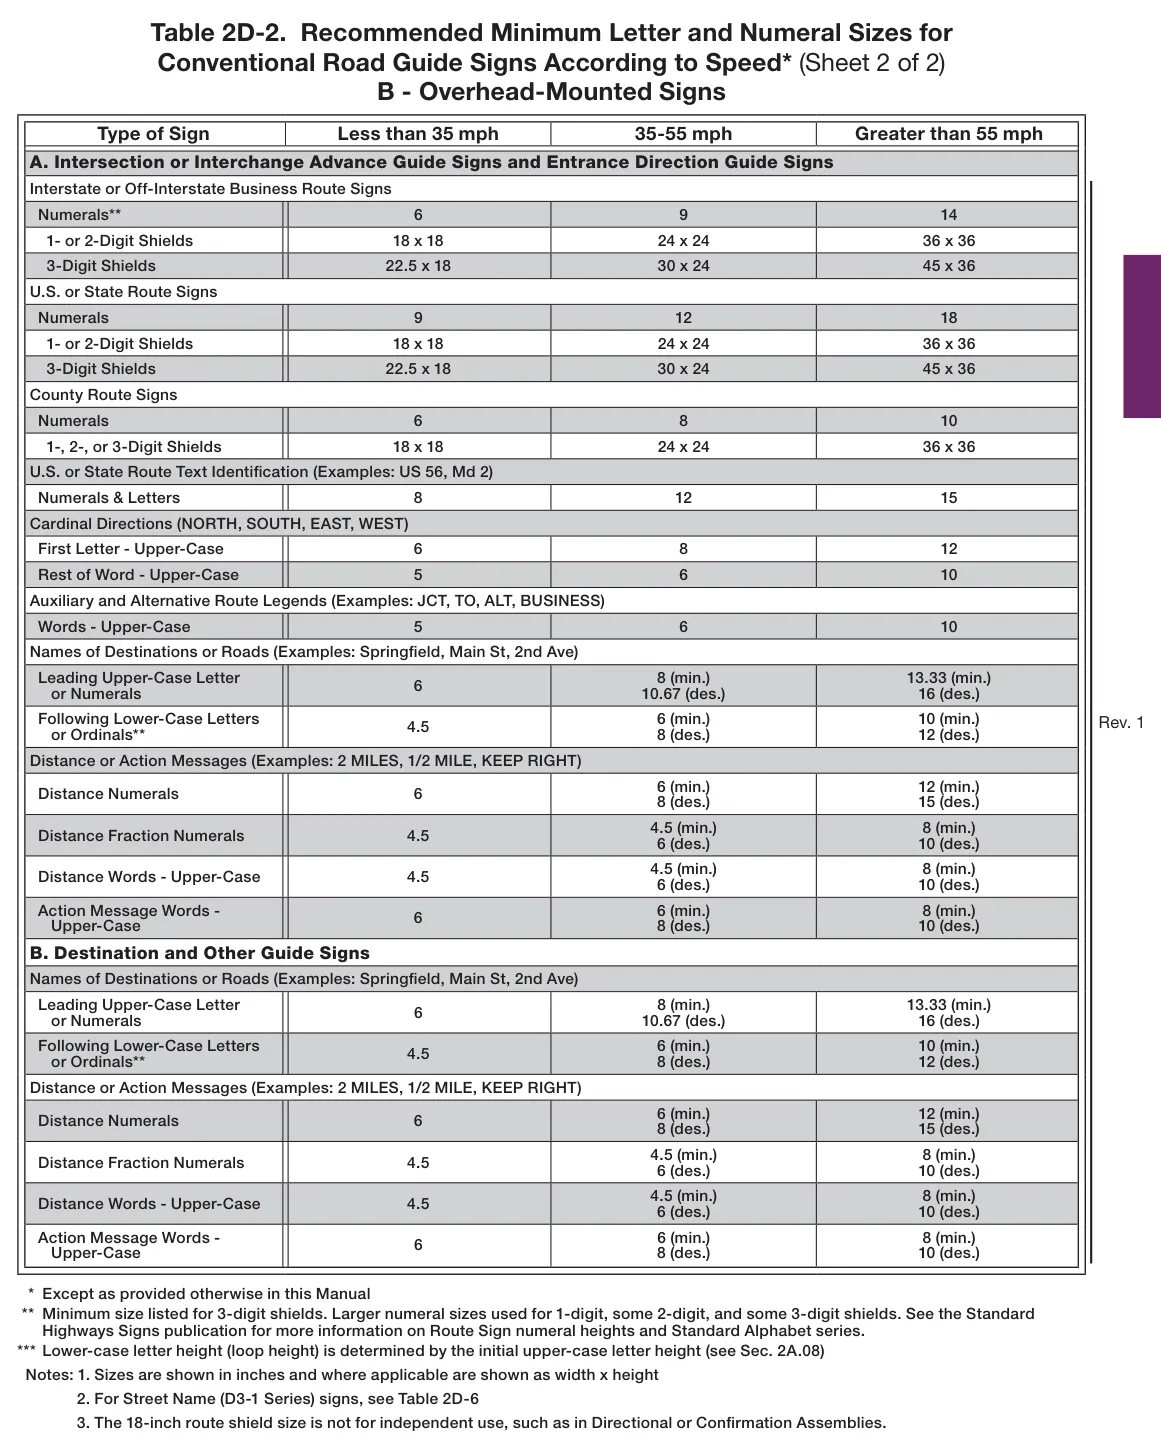 Table 2D-2. Recommended Minimum Letter and Numeral Sizes for
Conventional Road Guide Signs According to Speed* (Sheet 2 of 2)
B - Overhead-Mounted Signs
Type of Sign Less than 35 mph 35-55 mph Greater than 55 mph
A. Intersection or Interchange Advance Guide Signs and Entrance Direction Guide Signs
Interstate or Off-Interstate Business Route Signs
Numerals** 6 9 14
1- or 2-Digit Shields 18 x 18 24 x 24 36 x 36
3-Digit Shields 22.5 x 18 30 x 24 45 x 36
U.S. or State Route Signs
Numerals 9 12 18
1- or 2-Digit Shields 18 x 18 24 x 24 36 x 36
3-Digit Shields 22.5 x 18 30 x 24 45 x 36
County Route Signs
Numerals 6 8 10
1-, 2-, or 3-Digit Shields 18 x 18 24 x 24 36 x 36
U.S. or State Route Text Identification (Examples: US 56, Md 2)
Numerals & Letters 8 12 15
Cardinal Directions (NORTH, SOUTH, EAST, WEST)
First Letter - Upper-Case 6 8 12
Rest of Word - Upper-Case 5 6 10
Auxiliary and Alternative Route Legends (Examples: JCT, TO, ALT, BUSINESS)
Words - Upper-Case 5 6 10
Names of Destinations or Roads (Examples: Springfield, Main St, 2nd Ave)
Leading Upper-Case Letter
or Numerals
6
8 (min.)
10.67 (des.)
13.33 (min.)
16 (des.)
Following Lower-Case Letters
or Ordinals**
4.5
6 (min.)
8 (des.)
10 (min.)
12 (des.)
Rev. 1
Distance or Action Messages (Examples: 2 MILES, 1/2 MILE, KEEP RIGHT)
Distance Numerals
6
6 (min.)
8 (des.)
12 (min.)
15 (des.)
Distance Fraction Numerals
4.5
4.5 (min.)
6 (des.)
8 (min.)
10 (des.)
Distance Words - Upper-Case
4.5
4.5 (min.)
6 (des.)
8 (min.)
10 (des.)
Action Message Words -
Upper-Case
6
6 (min.)
8 (des.)
8 (min.)
10 (des.)
B. Destination and Other Guide Signs
Names of Destinations or Roads (Examples: Springfield, Main St, 2nd Ave)
Leading Upper-Case Letter
or Numerals
6
8 (min.)
10.67 (des.)
13.33 (min.)
16 (des.)
Following Lower-Case Letters
or Ordinals**
4.5
6 (min.)
8 (des.)
10 (min.)
12 (des.)
Distance or Action Messages (Examples: 2 MILES, 1/2 MILE, KEEP RIGHT)
Distance Numerals
6
6 (min.)
8 (des.)
12 (min.)
15 (des.)
Distance Fraction Numerals
4.5
4.5 (min.)
6 (des.)
8 (min.)
10 (des.)
Distance Words - Upper-Case
4.5
4.5 (min.)
6 (des.)
8 (min.)
10 (des.)
Action Message Words -
Upper-Case
6
6 (min.)
8 (des.)
8 (min.)
10 (des.)
* Except as provided otherwise in this Manual
** Minimum size listed for 3-digit shields. Larger numeral sizes used for 1-digit, some 2-digit, and some 3-digit shields. See the Standard
Highways Signs publication for more information on Route Sign numeral heights and Standard Alphabet series.
*** Lower-case letter height (loop height) is determined by the initial upper-case letter height (see Sec. 2A.08)
Notes: 1. Sizes are shown in inches and where applicable are shown as width x height
2. For Street Name (D3-1 Series) signs, see Table 2D-6
3. The 18-inch route shield size is not for independent use, such as in Directional or Confirmation Assemblies.